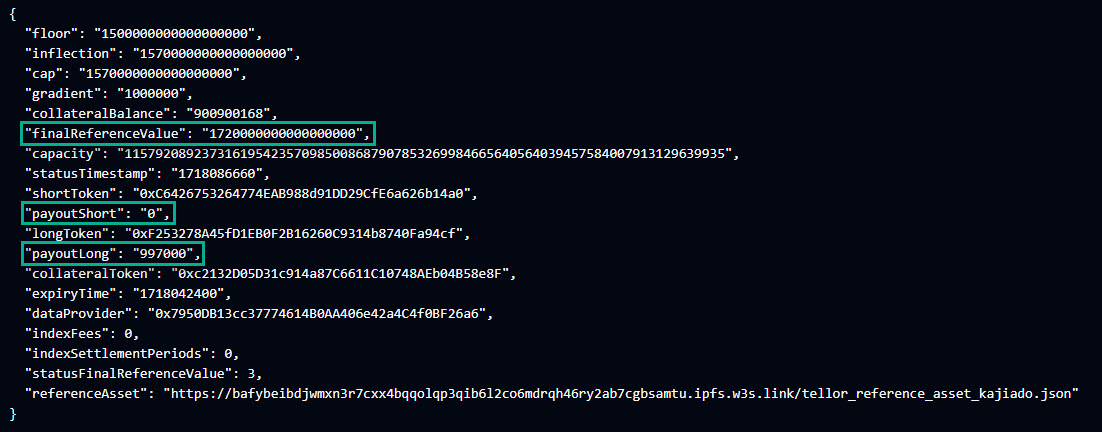 {
"floor": "1500000000000000000",
"inflection": "1570000000000000000",
"cap": "1570000000000000000",
"gradient": "1000000",
"collateralBalance": "900900168",
"finalReferenceValue": "1720000000000000000",
"capacity": "115792089237316195423570985008687907853269984665640564039457584007913129639935",
"statusTimestamp": "1718086660",
"shortToken": "0xC6426753264774EAB988d91DD29CfE6a626b14a0",
"payoutShort": "0",
"longToken": "0xF253278A45fD1EB0F2B16260C9314b8740Fa94cf",
"payoutLong": "997000",
"collateralToken": "0xc2132D05D31c914a87C6611C10748AEb04B58e8F",
"expiryTime": "1718042400",
"dataProvider": "0x7950DB13cc37774614B0AA406e42a4C4f0BF26a6",
"indexFees": 0,
"indexSettlementPeriods": 0,
"statusFinalReferenceValue": 3,
"referenceAsset": "https://bafybeibdjwmxn3r7cxx4bqqolqp3qib6l2co6mdrqh46ry2ab7cgbsamtu.ipfs.w3s.link/tellor_reference_asset_kajiado.json"
}